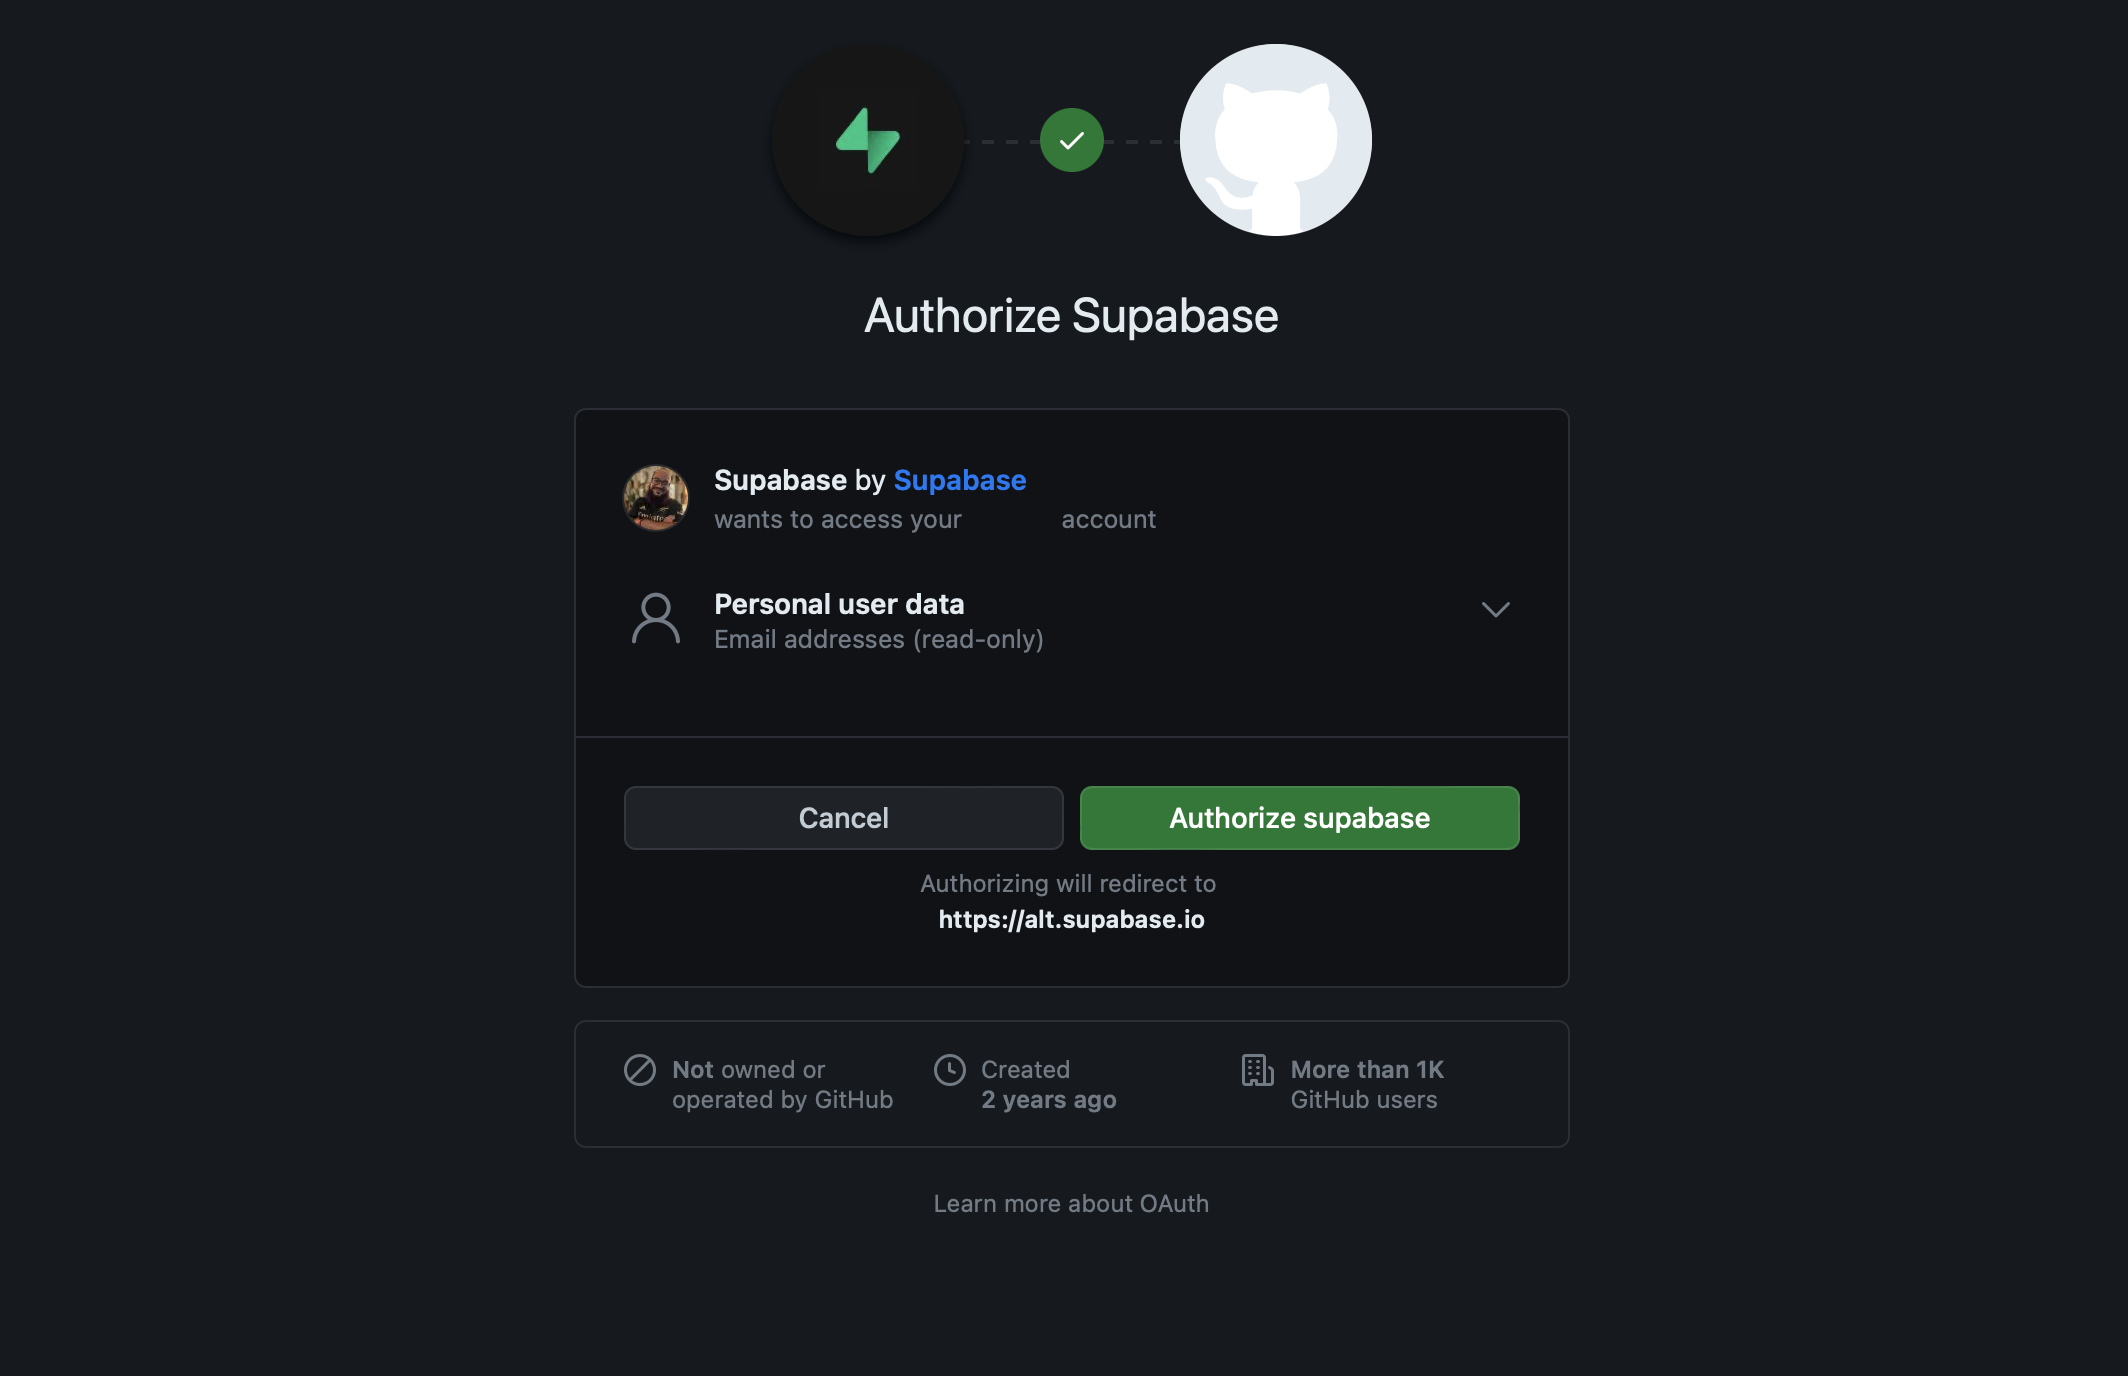 Authorize Supabase
Supabase by Supabase
wants to access your account
Personal user data
Email addresses (read-only)
Cancel
Authorize supabase
Authorizing will redirect to
https://alt.supabase.io
Not owned or
operated by GitHub
Created
2 years ago
More than 1K
GitHub users
Learn more about OAuth